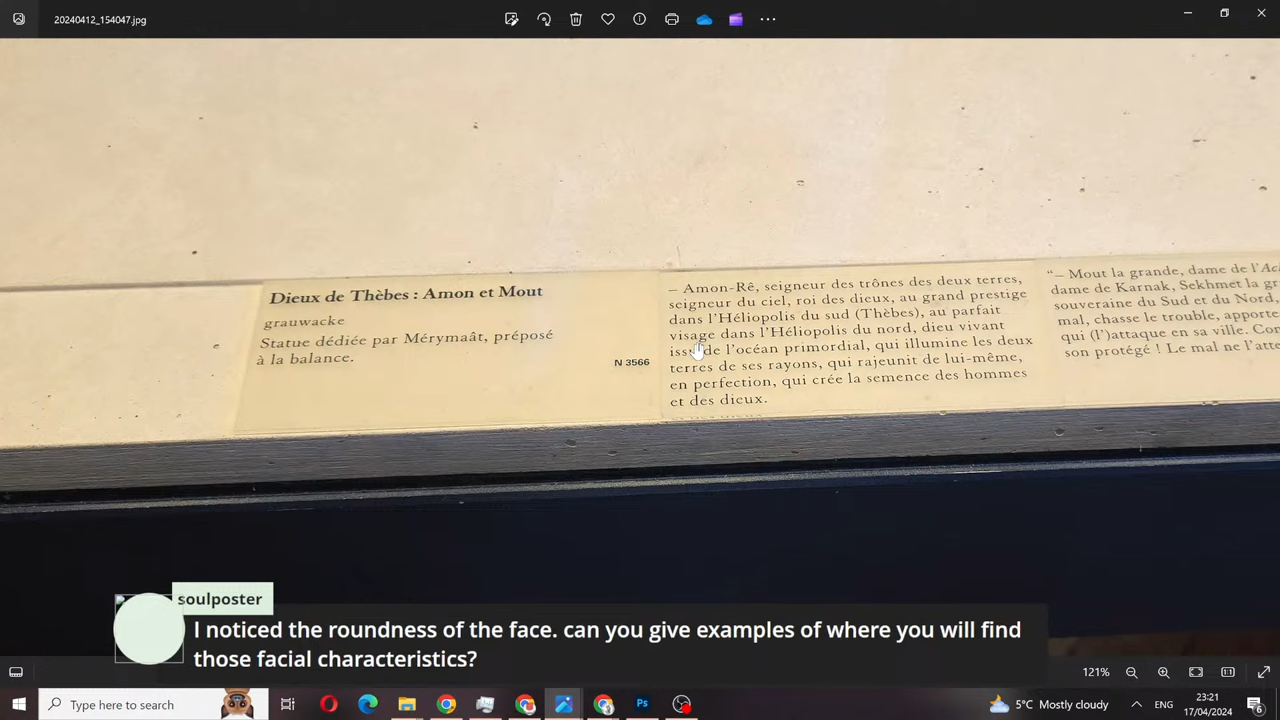 20240412_154047.jpg
Dieux de Thèbes : Amon et Mout
grauwacke
Statue dédiée par Mérymaât, préposé
à la balance.
N 3566
– Amon-Rê, seigneur des trônes des deux terres,
seigneur du ciel, roi des dieux, au grand prestige
dans l'Héliopolis du sud (Thèbes), au parfait
visage dans l'Héliopolis du nord, dieu vivant
de l'océan primordial, qui illumine les deux
terres de ses rayons, qui rajeunit de lui-même,
en perfection, qui crée la semence des hommes
et des dieux.
"– Mout la grande, dame de l'
dame de Karnak, Sekhmet la
souveraine du Sud et du Nord,
mal, chasse le trouble,
qui (l')attaque en sa ville.
son protégé ! Le mal ne
soulposter
I noticed the roundness of the face. can you give examples of where you will find
those facial characteristics?
121%
Type here to search
5°C Mostly cloudy
ENG
23:21
17/04/2024
6